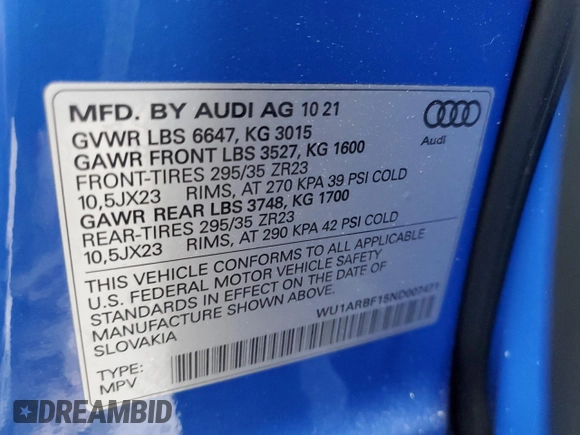 MFD. BY AUDI AG 10 21
GVWR LBS 6647, KG 3015
GAWR FRONT LBS 3527, KG 1600
FRONT-TIRES 295/35 ZR23
10,5JX23 RIMS, AT 270 KPA 39 PSI COLD
GAWR REAR LBS 3748, KG 1700
REAR-TIRES 295/35 ZR23
10,5JX23 RIMS, AT 290 KPA 42 PSI COLD
THIS VEHICLE CONFORMS TO ALL APPLICABLE
U.S. FEDERAL MOTOR VEHICLE SAFETY
STANDARDS IN EFFECT ON THE DATE OF
MANUFACTURE SHOWN ABOVE.
SLOVAKIA
WU1ARBF15ND007421
TYPE:
MPV
Audi
DREAMBID